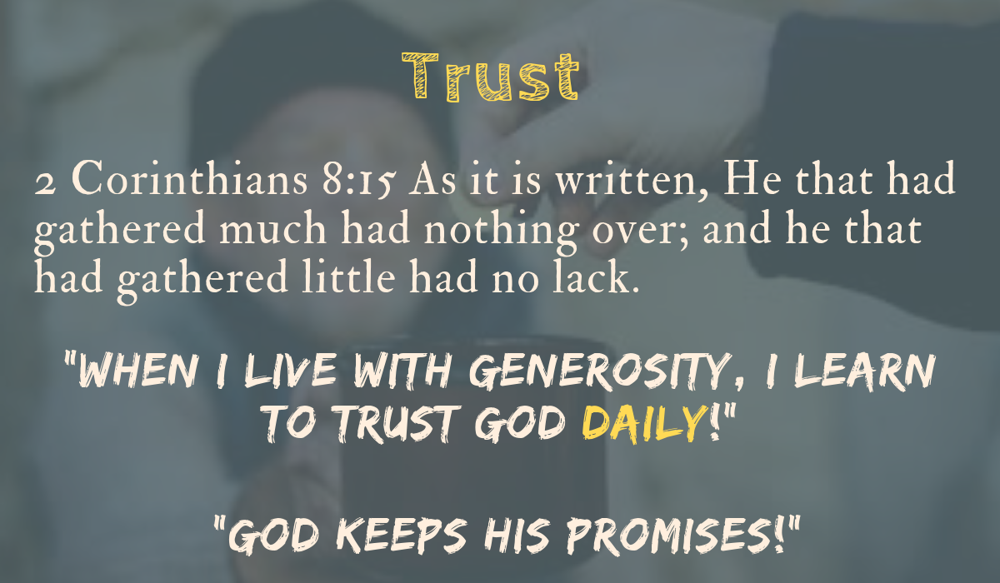 Trust
2 Corinthians 8:15 As it is written, He that had
gathered much had nothing over; and he that
had gathered little had no lack.
"WHEN I LIVE WITH GENEROSITY, I LEARN
TO TRUST GOD DAILY!"
"GOD KEEPS HIS PROMISES!"